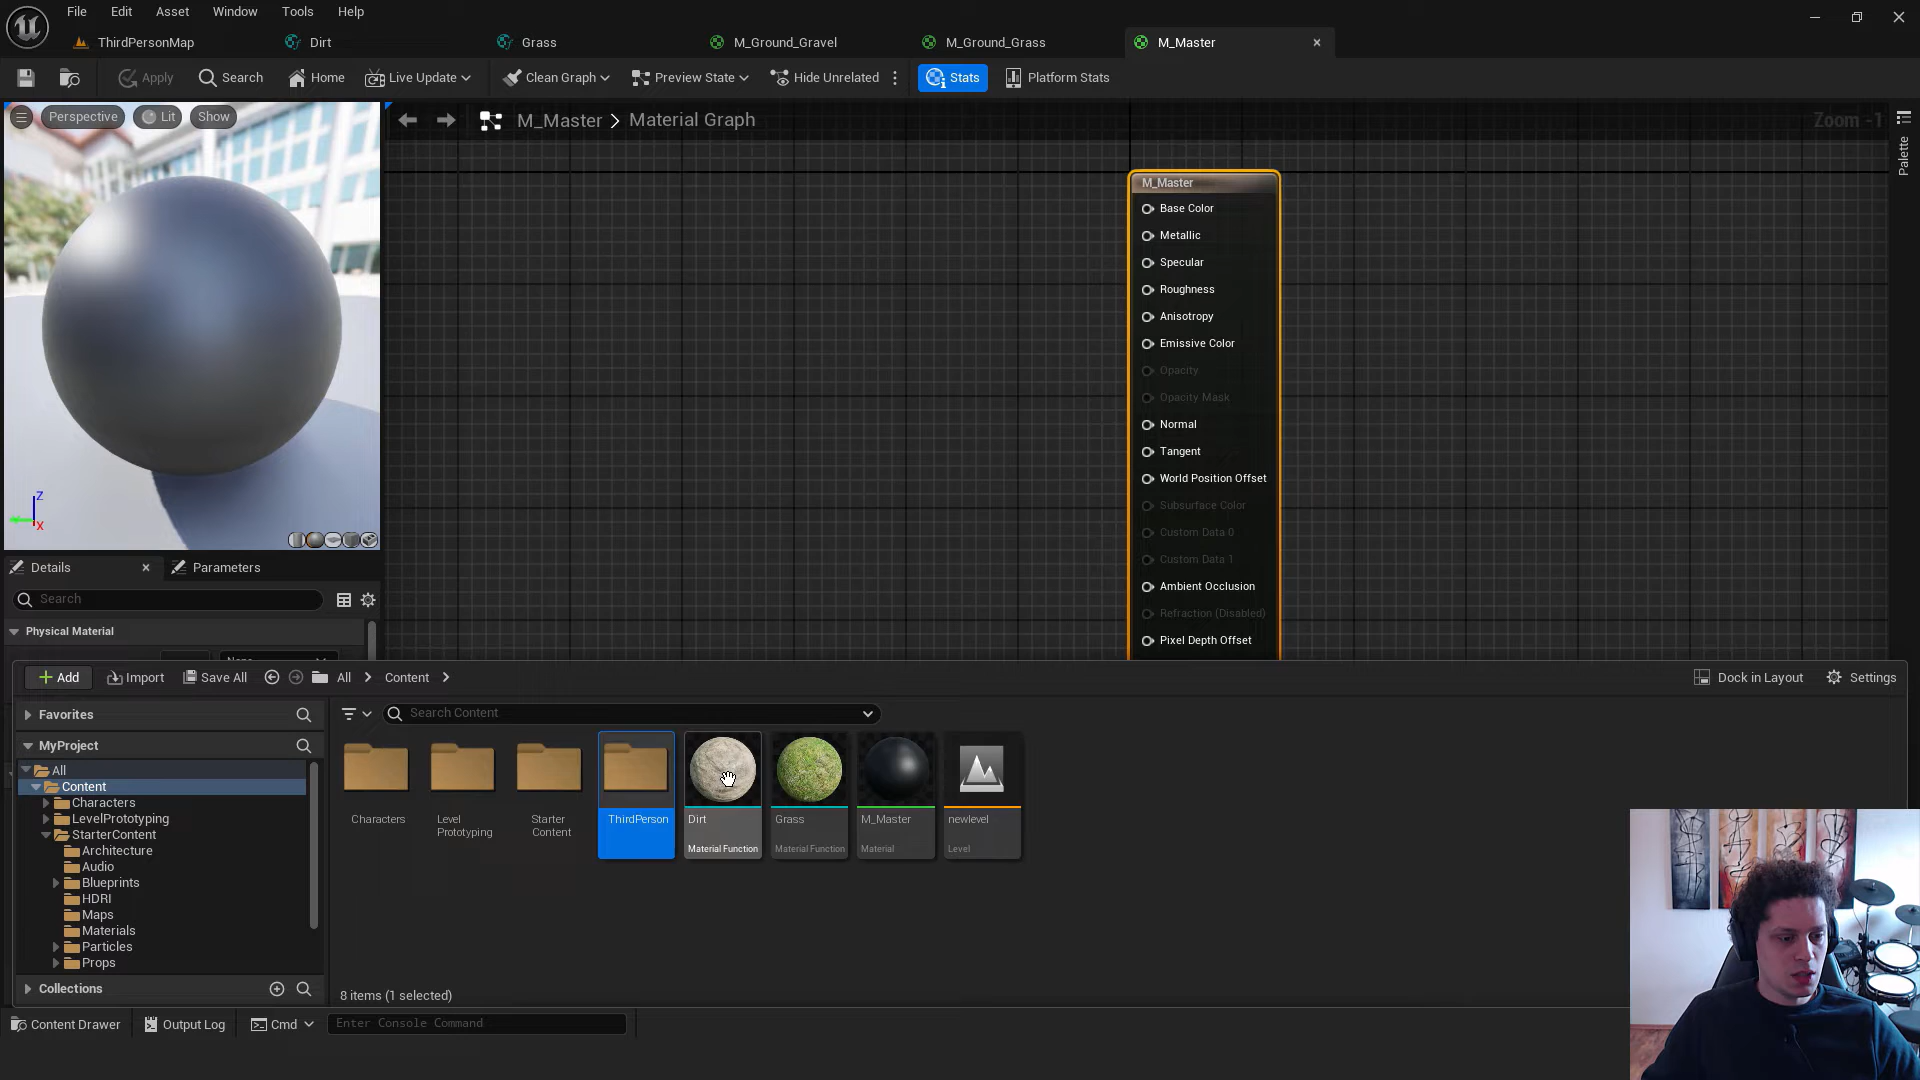 File Edit Asset Window Tools Help
ThirdPersonMap Dirt Grass M_Ground_Gravel M_Ground_Grass M_Master
Apply Search Home Live Update Clean Graph Preview State Hide Unrelated Stats Platform Stats
Perspective Lit Show
M_Master > Material Graph
Zoom -1
Palette
M_Master
Base Color
Metallic
Specular
Roughness
Anisotropy
Emissive Color
Opacity
Opacity Mask
Normal
Tangent
World Position Offset
Subsurface Color
Custom Data 0
Custom Data 1
Ambient Occlusion
Refraction (Disabled)
Pixel Depth Offset
Z
X
Details Parameters
Search
Physical Material
Add Import Save All All > Content > Dock in Layout Settings
Favorites
Search Content
MyProject
All
Content
Characters
LevelPrototyping
StarterContent
Architecture
Audio
Blueprints
HDRI
Maps
Materials
Particles
Props
Collections
Characters
Level Prototyping
Starter Content
ThirdPerson
Dirt
Material Function
Grass
Material Function
M_Master
Material
newlevel
Level
8 items (1 selected)
Content Drawer Output Log Cmd Enter Console Command